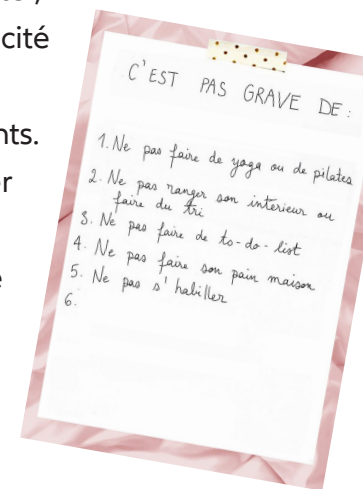 cité
nts.
er
e
C'EST PAS GRAVE DE :
1. Ne pas faire de yoga ou de pilates
2. Ne pas ranger son interieur ou
faire du tri
3. Ne pas faire de to-do-list
4. Ne pas faire son pain maison
5. Ne pas s'habiller
6.